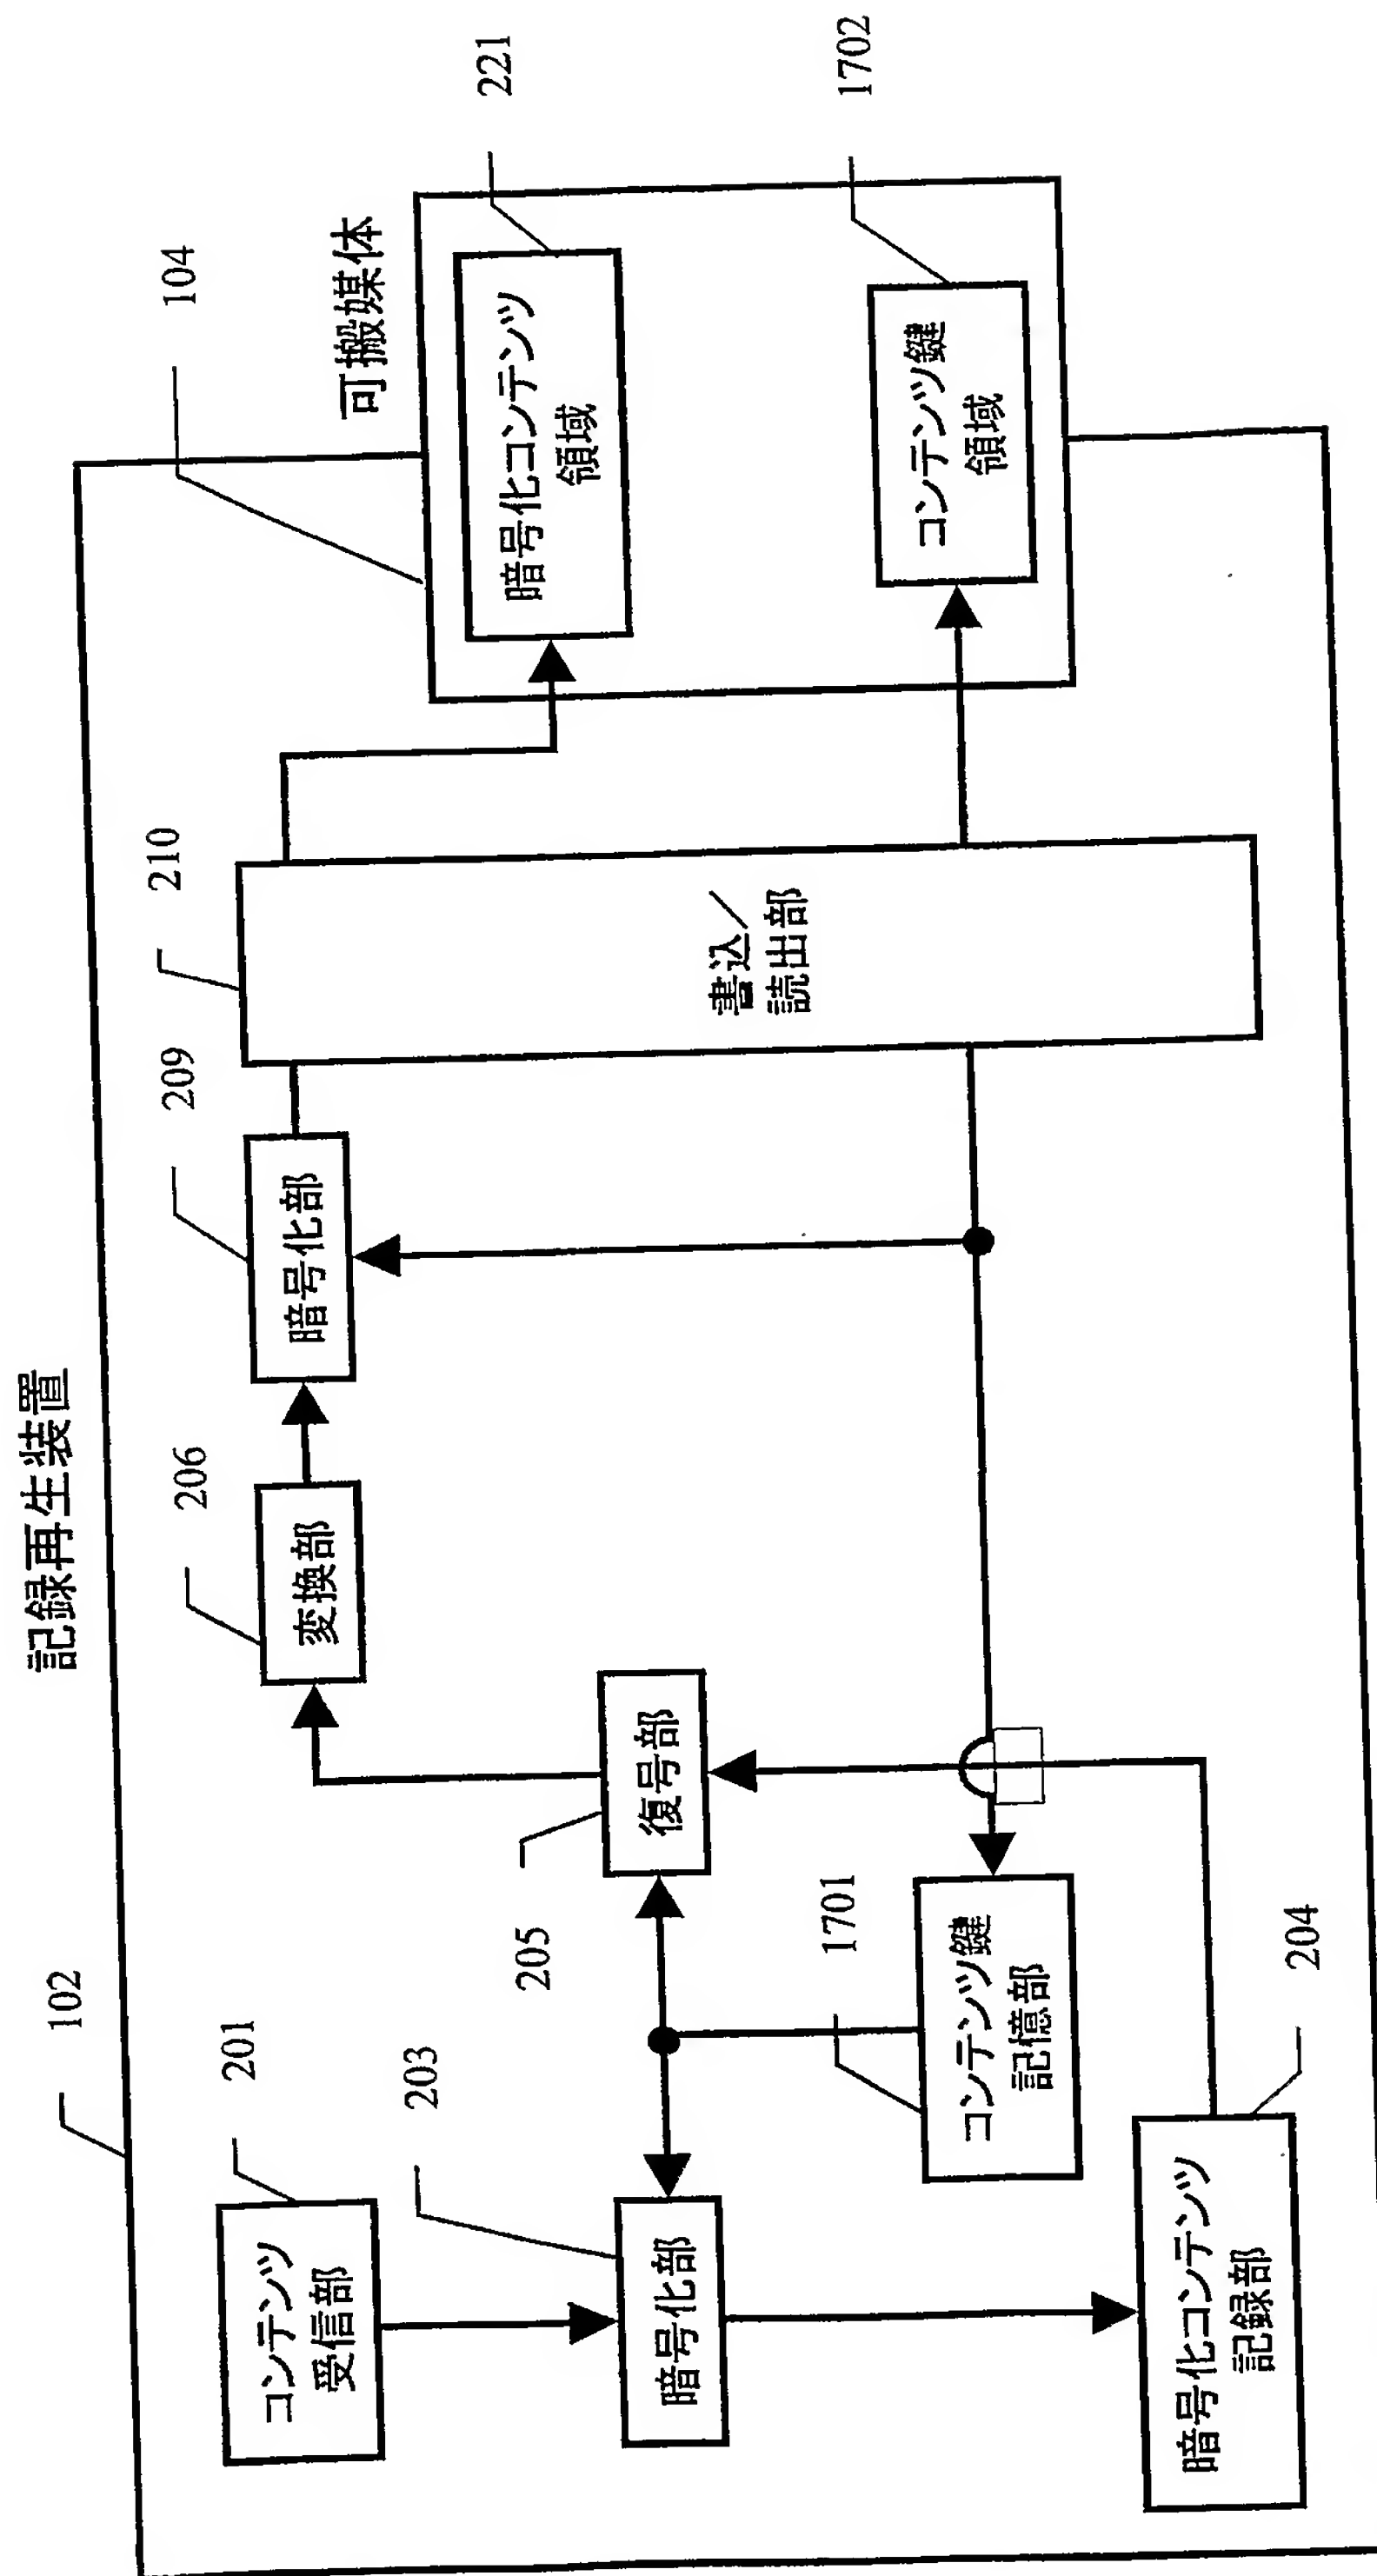 記録再生装置
102
104
可搬媒体
201
コンテンツ
受信部
206
変換部
209
暗号化部
210
書込／
読出部
221
暗号化コンテンツ
領域
203
暗号化部
205
復号部
1701
コンテンツ鍵
記憶部
1702
コンテンツ鍵
領域
204
暗号化コンテンツ
記録部